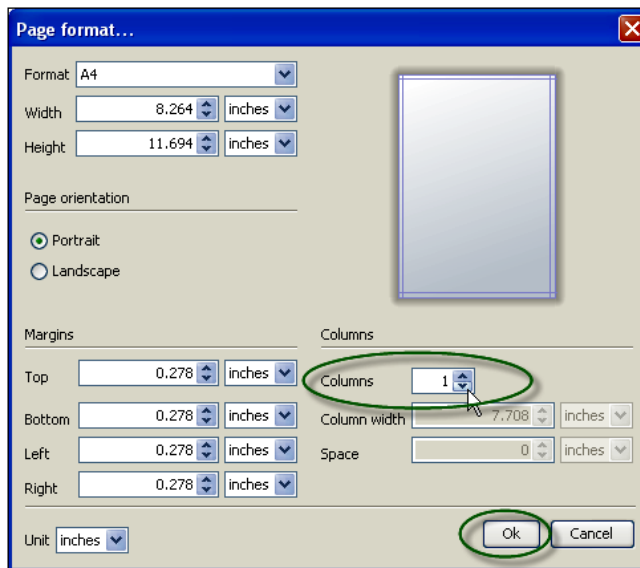 Page format...
Format A4
Width 8.264 inches
Height 11.694 inches
Page orientation
Portrait
Landscape
Margins
Top 0.278 inches
Bottom 0.278 inches
Left 0.278 inches
Right 0.278 inches
Columns
Columns 1
Column width 7.708 inches
Space 0 inches
Unit inches
Ok Cancel